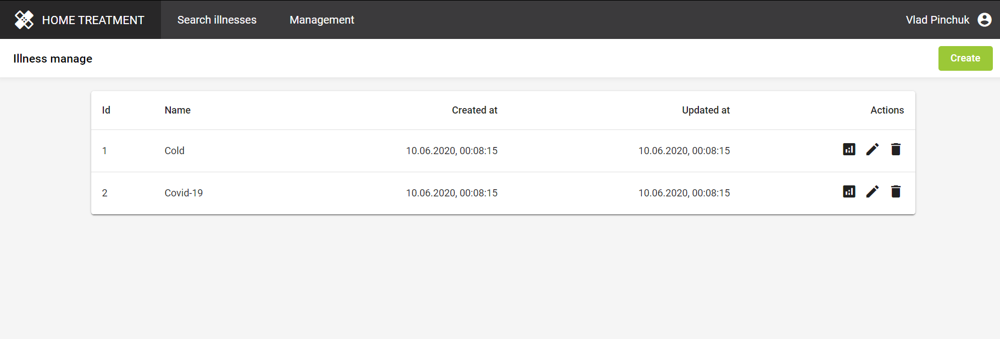 HOME TREATMENT Search illnesses Management Vlad Pinchuk
Illness manage Create
Id Name Created at Updated at Actions
1 Cold 10.06.2020, 00:08:15 10.06.2020, 00:08:15
2 Covid-19 10.06.2020, 00:08:15 10.06.2020, 00:08:15